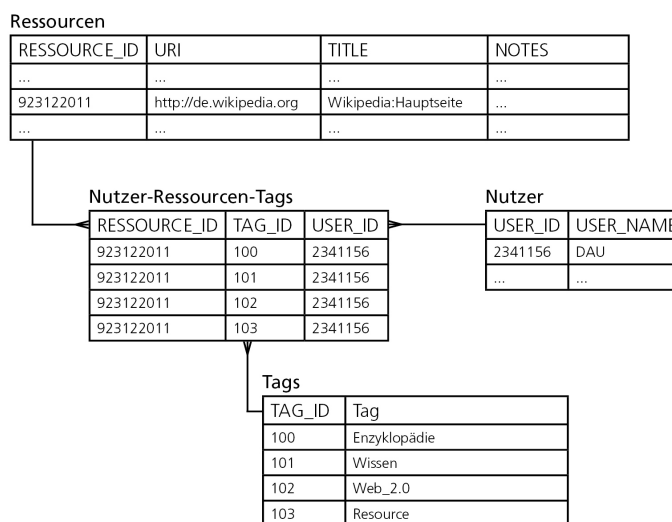 Ressourcen
RESSOURCE_ID URI TITLE NOTES
... ... ... ...
923122011 http://de.wikipedia.org Wikipedia:Hauptseite ...
... ... ... ...
Nutzer-Ressourcen-Tags
RESSOURCE_ID TAG_ID USER_ID
923122011 100 2341156
923122011 101 2341156
923122011 102 2341156
923122011 103 2341156
Nutzer
USER_ID USER_NAME
2341156 DAU
... ...
Tags
TAG_ID Tag
100 Enzyklopädie
101 Wissen
102 Web_2.0
103 Resource